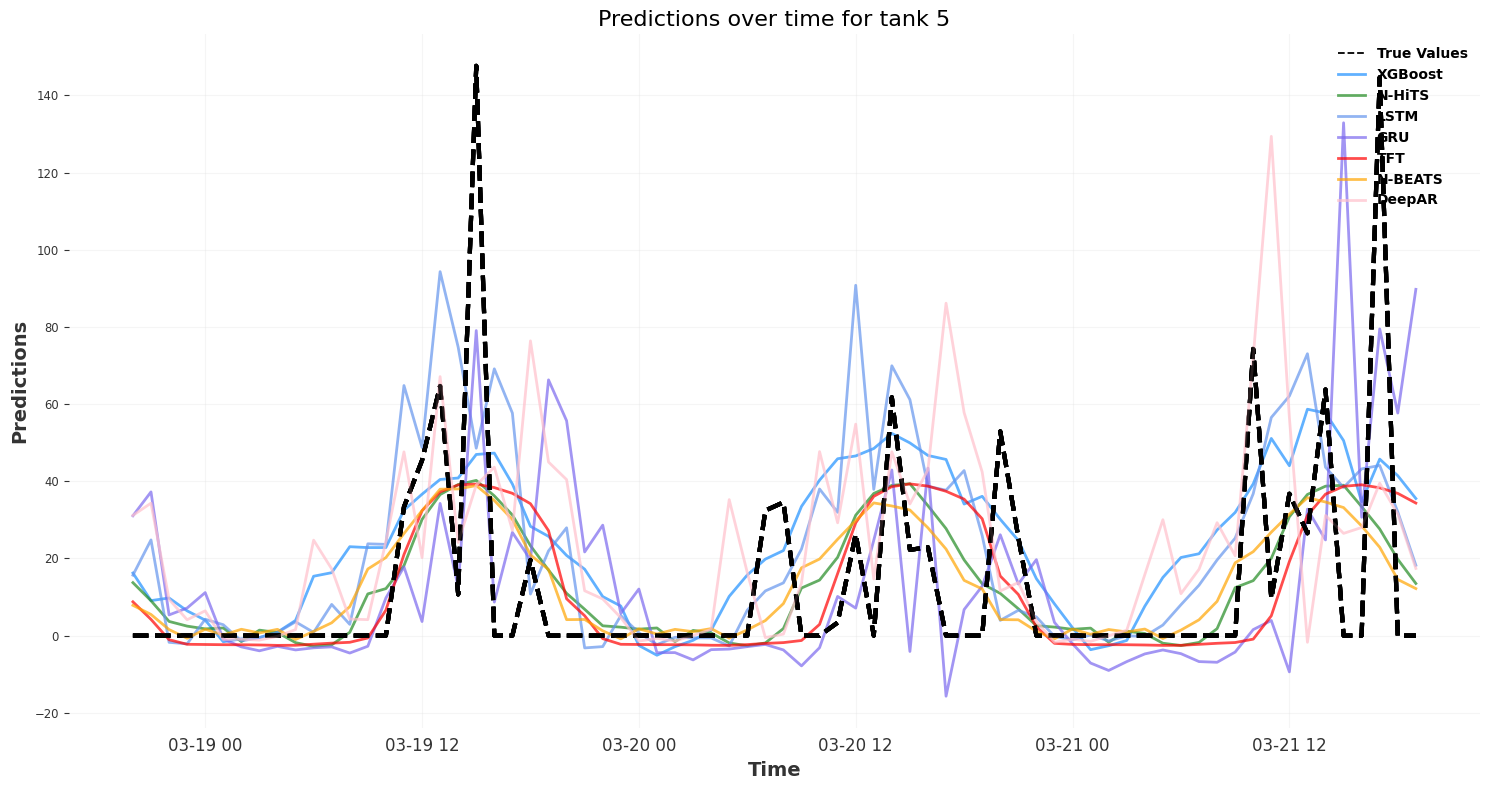 Predictions over time for tank 5
True Values
XGBoost
N-HiTS
LSTM
GRU
TFT
N-BEATS
DeepAR
140
120
100
80
60
40
20
0
−20
Predictions
03-19 00
03-19 12
03-20 00
03-20 12
03-21 00
03-21 12
Time